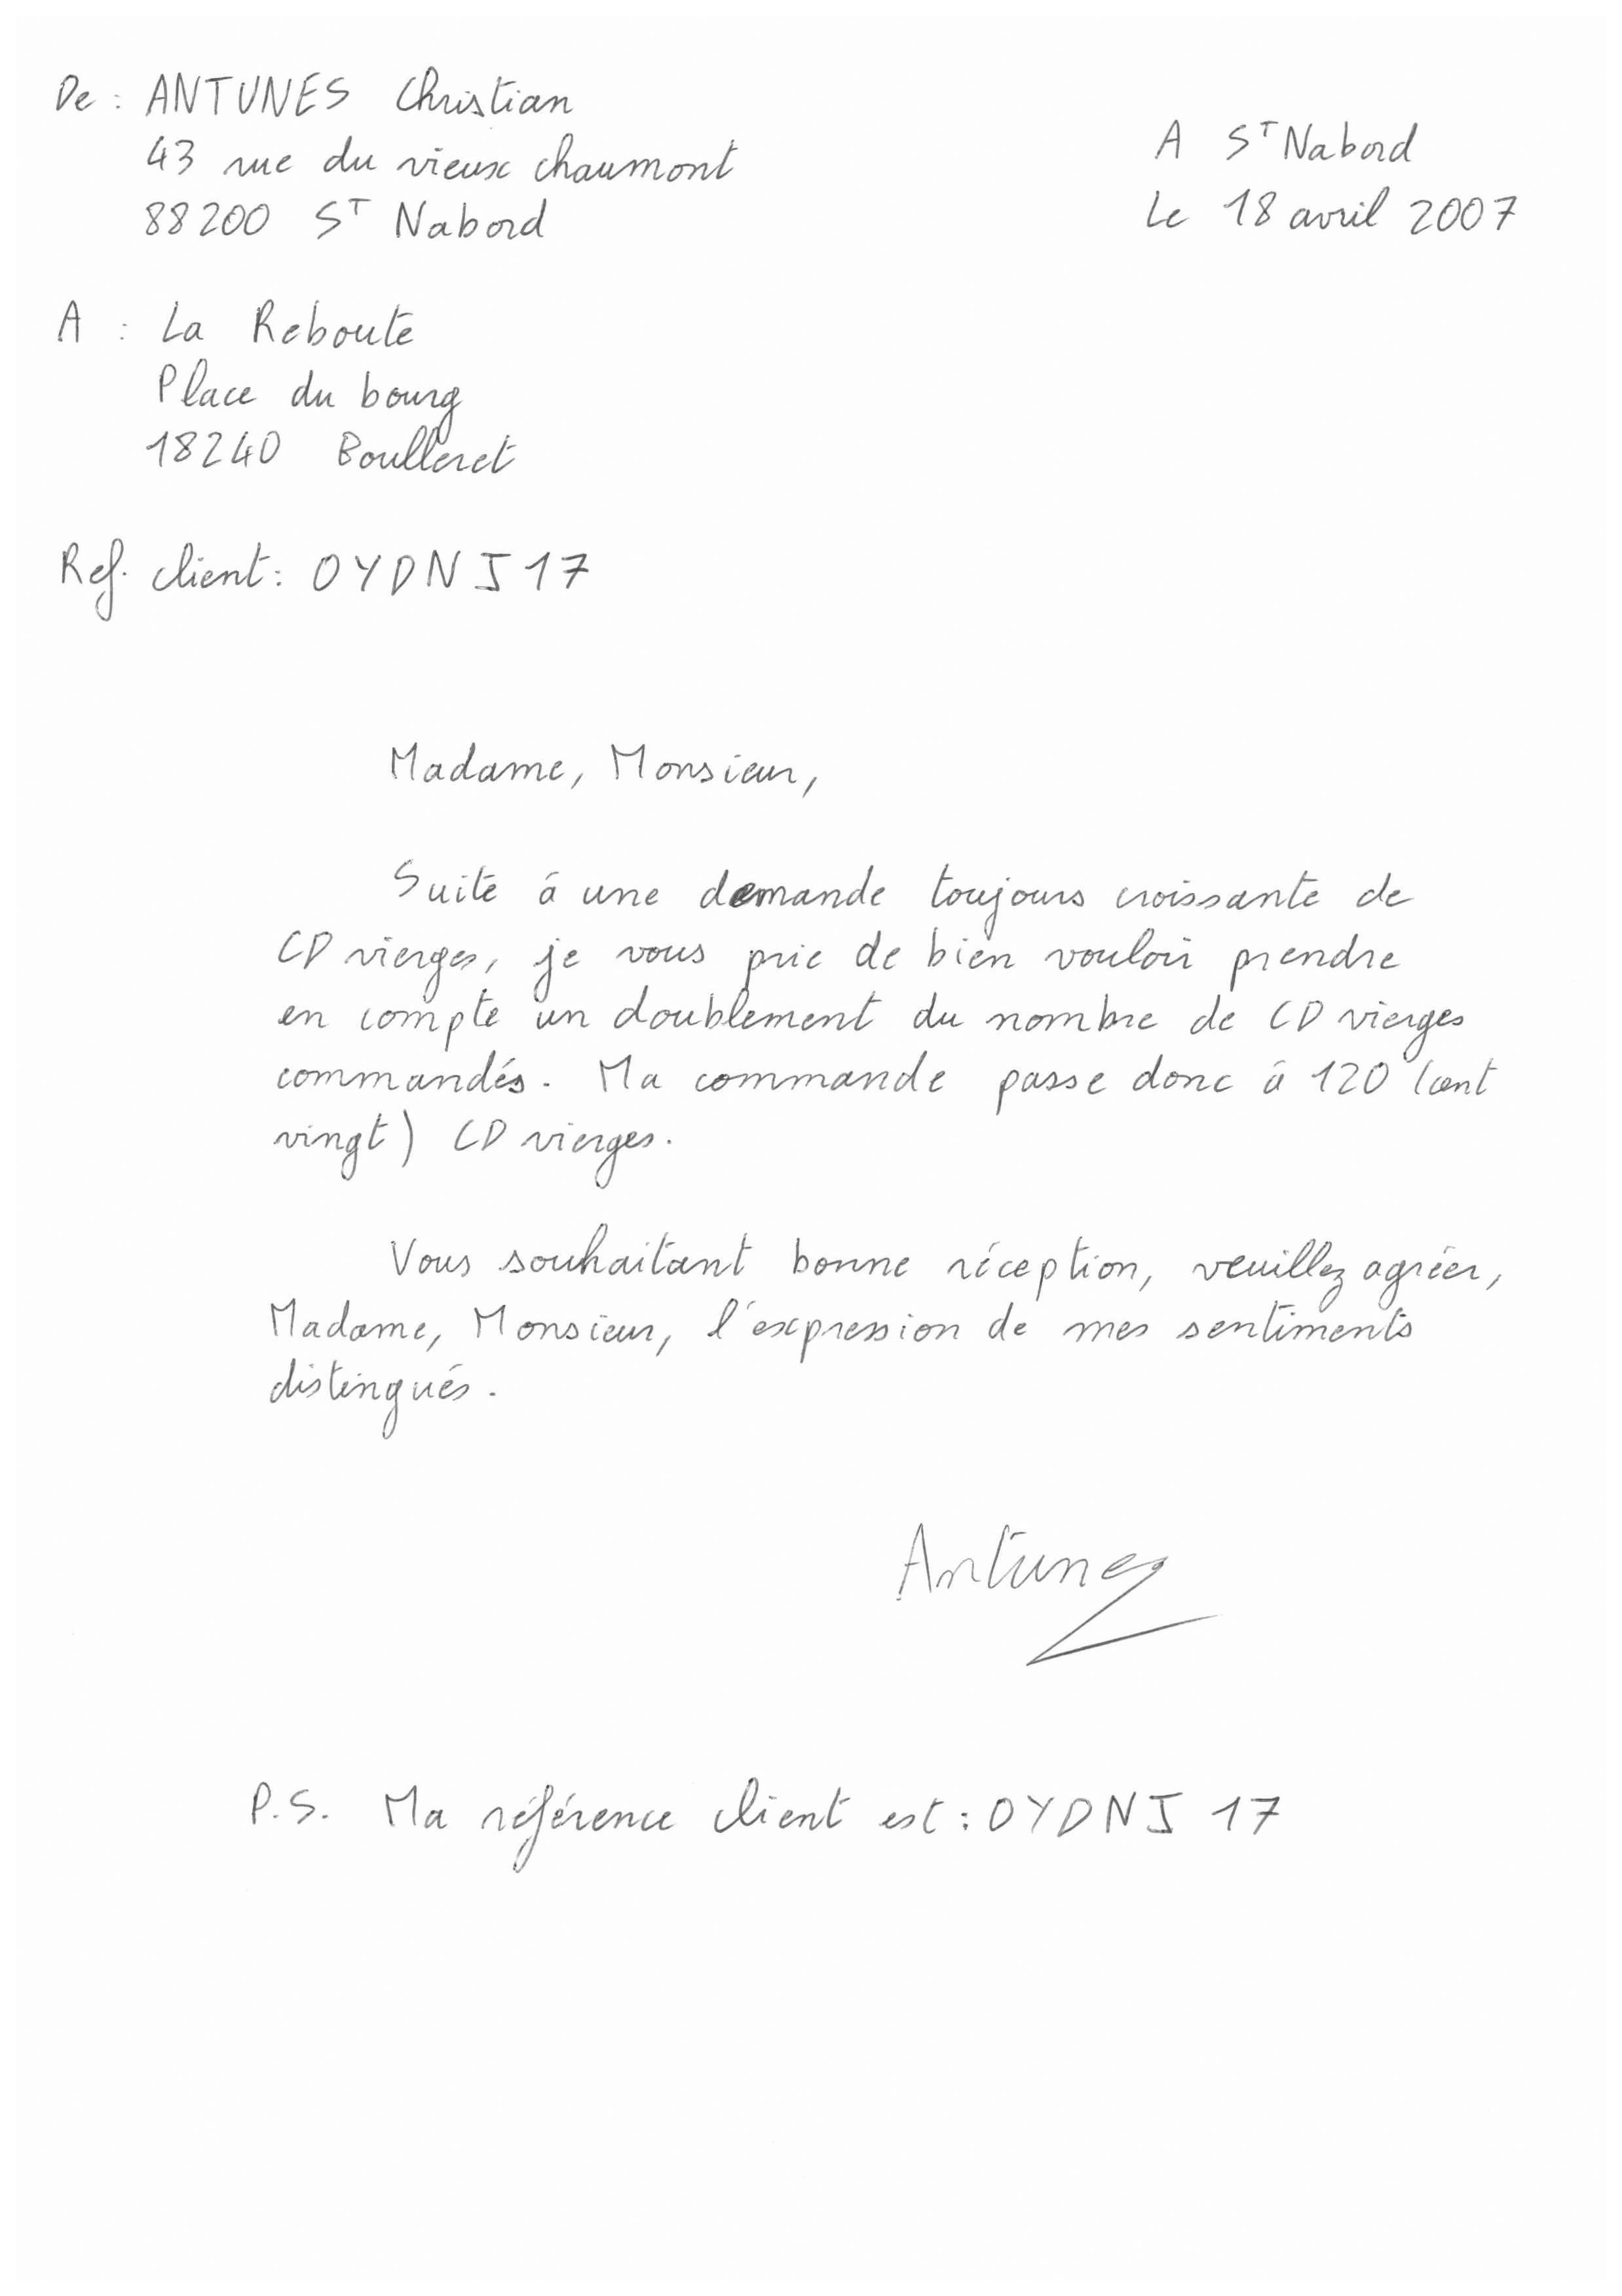 De : ANTUNES Christian
43 rue du vieux chaumont
88200 St Nabord
A St Nabord
Le 18 avril 2007
A : La Reboute
Place du bourg
18240 Boulleret
Ref. client : OYDNJ17
Madame, Monsieur,
Suite à une demande toujours croissante de
CD vierges, je vous prie de bien vouloir prendre
en compte un doublement du nombre de CD vierges
commandés. Ma commande passe donc à 120 (cent
vingt) CD vierges.
Vous souhaitant bonne réception, veuillez agréer,
Madame, Monsieur, l'expression de mes sentiments
distingués.
Antunes
P.S. Ma référence client est : OYDNJ 17